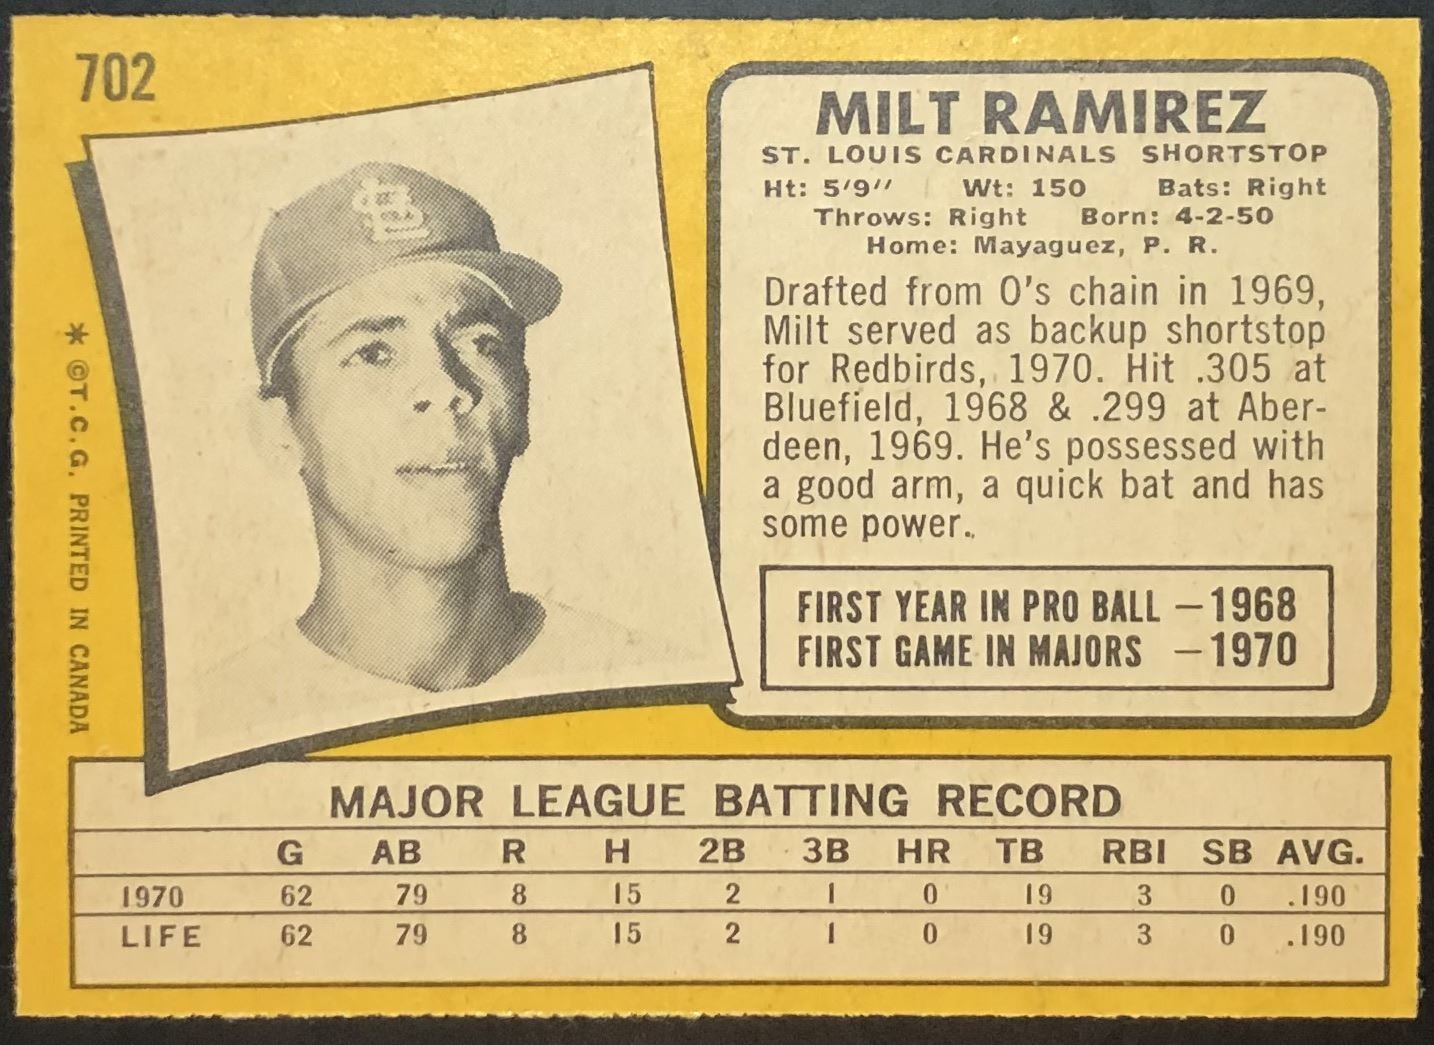 702
MILT RAMIREZ
ST. LOUIS CARDINALS SHORTSTOP
Ht: 5'9" Wt: 150 Bats: Right
Throws: Right Born: 4-2-50
Home: Mayaguez, P. R.
Drafted from O's chain in 1969,
Milt served as backup shortstop
for Redbirds, 1970. Hit .305 at
Bluefield, 1968 & .299 at Aber-
deen, 1969. He's possessed with
a good arm, a quick bat and has
some power.
FIRST YEAR IN PRO BALL — 1968
FIRST GAME IN MAJORS — 1970
* ©T.C.G. PRINTED IN CANADA
StL
MAJOR LEAGUE BATTING RECORD
G AB R H 2B 3B HR TB RBI SB AVG.
1970 62 79 8 15 2 1 0 19 3 0 .190
LIFE 62 79 8 15 2 1 0 19 3 0 .190